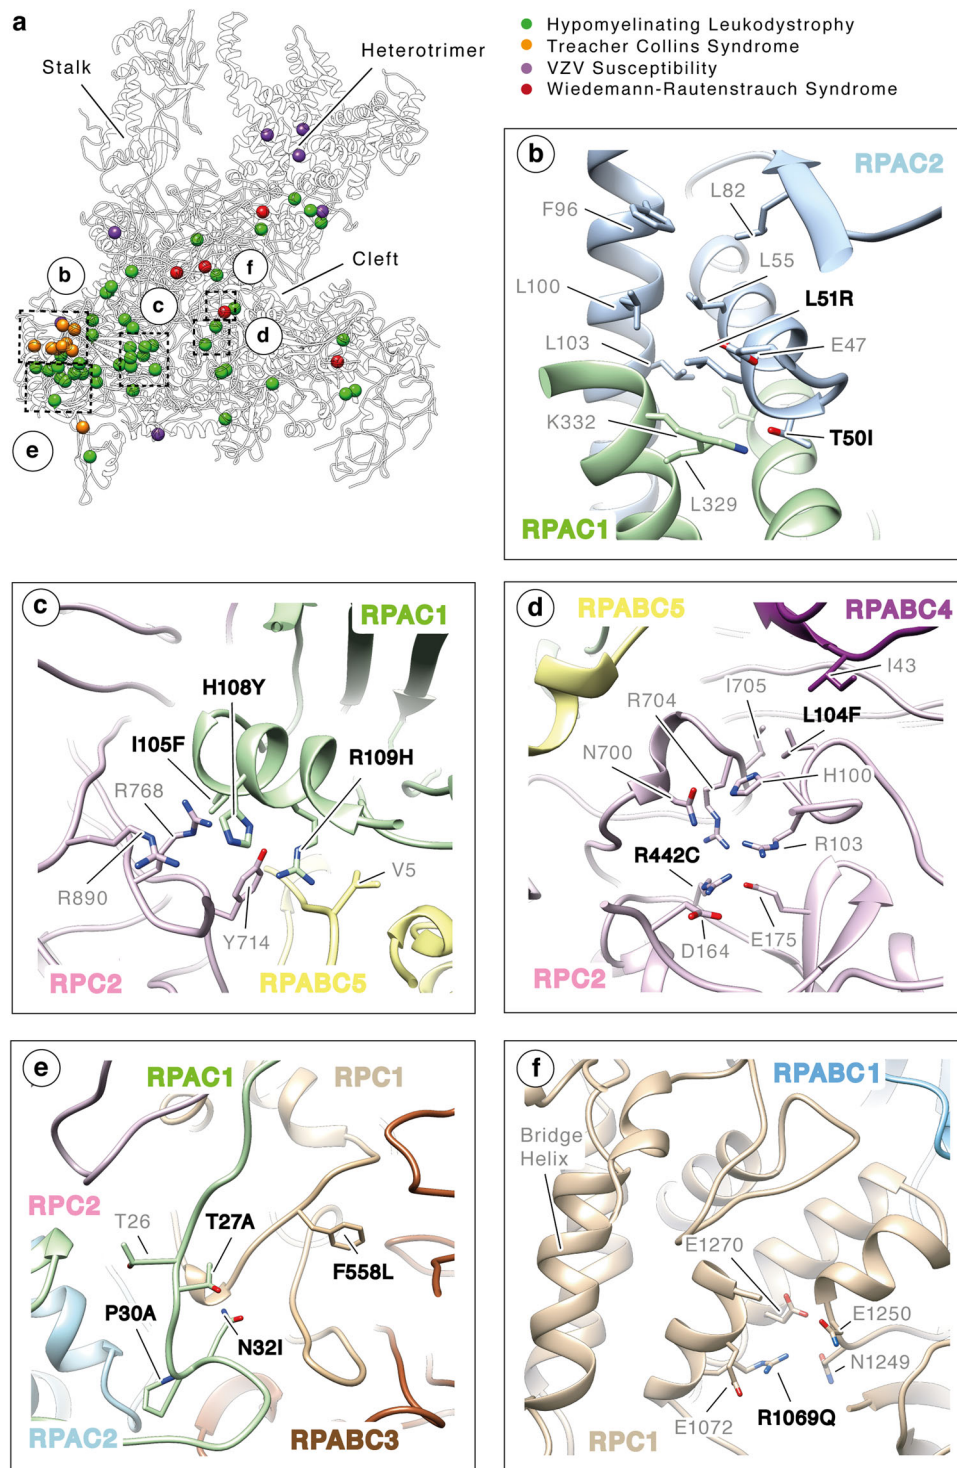 a
Stalk
Heterotrimer
Hypomyelinating Leukodystrophy
Treacher Collins Syndrome
VZV Susceptibility
Wiedemann-Rautenstrauch Syndrome
b
f
Cleft
c
d
e
b
RPAC2
L82
F96
L55
L100
L51R
L103
E47
K332
T50I
L329
RPAC1
c
RPAC1
H108Y
I105F
R109H
R768
V5
R890
Y714
RPC2
RPABC5
d
RPABC5
RPABC4
I43
I705
R704
L104F
N700
H100
R442C
R103
D164
E175
RPC2
e
RPAC1
RPC1
RPC2
T26
T27A
F558L
P30A
N32I
RPAC2
RPABC3
f
RPABC1
Bridge
Helix
E1270
E1250
N1249
E1072
R1069Q
RPC1